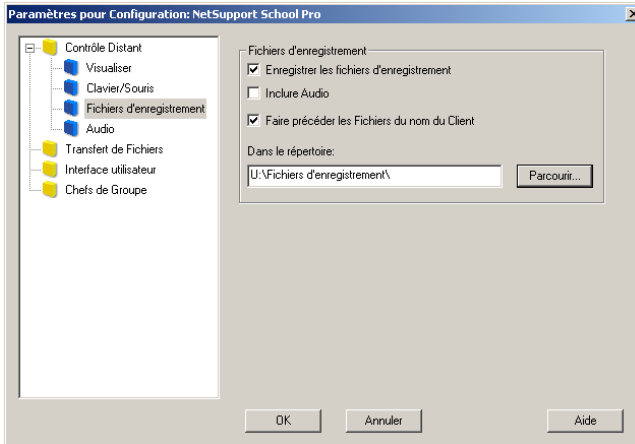 Paramètres pour Configuration: NetSupport School Pro
Contrôle Distant
Visualiser
Clavier/Souris
Fichiers d'enregistrement
Audio
Transfert de Fichiers
Interface utilisateur
Chefs de Groupe
Fichiers d'enregistrement
Enregistrer les fichiers d'enregistrement
Inclure Audio
Faire précéder les Fichiers du nom du Client
Dans le répertoire:
U:\Fichiers d'enregistrement\
Parcourir...
OK
Annuler
Aide